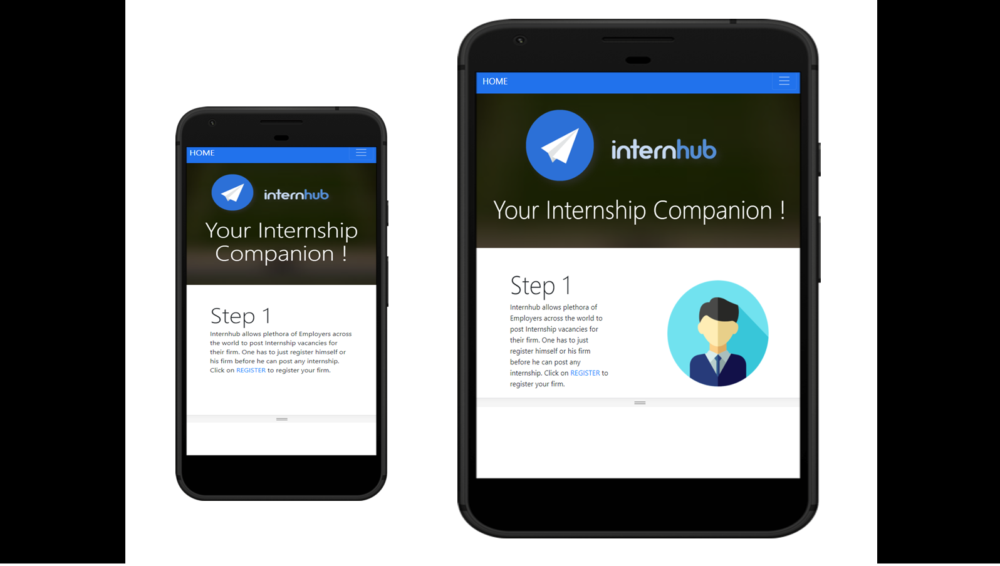 HOME
internhub
Your Internship
Companion !
Step 1
Internhub allows plethora of Employers across
the world to post Internship vacancies for
their firm. One has to just register himself or
his firm before he can post any internship.
Click on REGISTER to register your firm.
HOME
internhub
Your Internship Companion !
Step 1
Internhub allows plethora of
Employers across the world to
post Internship vacancies for
their firm. One has to just
register himself or his firm
before he can post any
internship. Click on REGISTER to
register your firm.